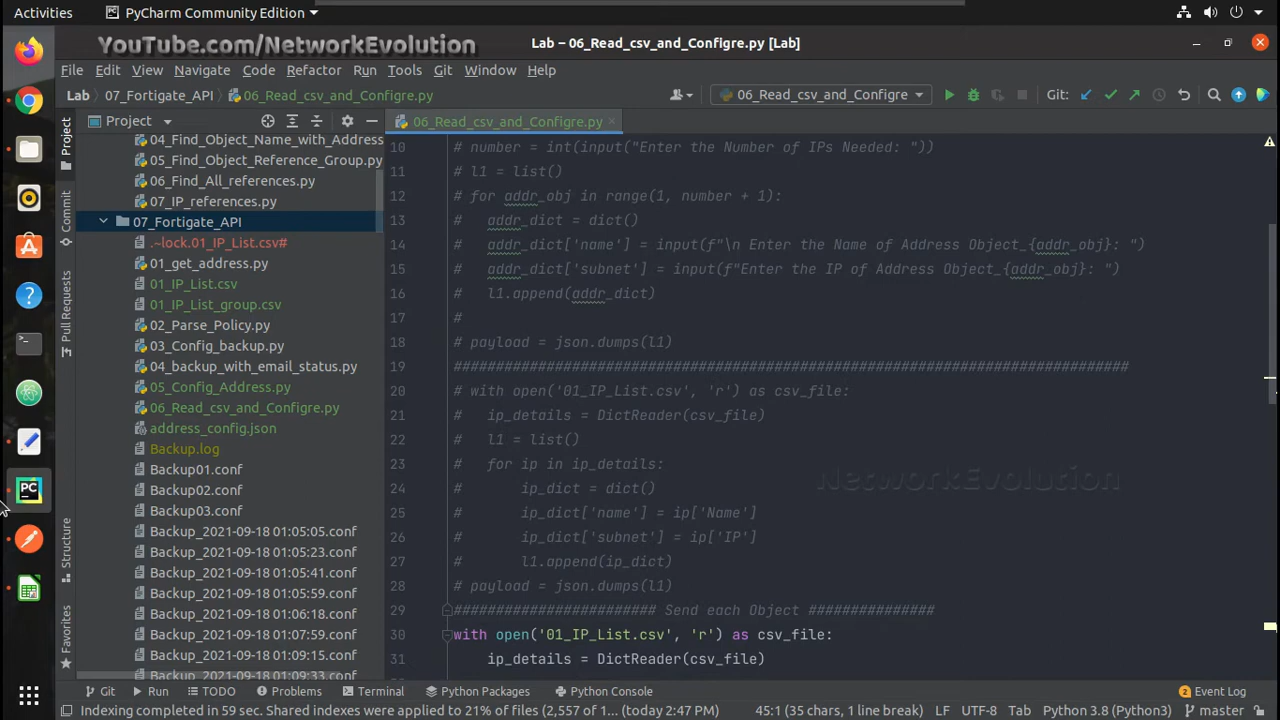 Activities
PyCharm Community Edition
YouTube.com/NetworkEvolution
Lab – 06_Read_csv_and_Configre.py [Lab]
File Edit View Navigate Code Refactor Run Tools Git Window Help
Lab 07_Fortigate_API 06_Read_csv_and_Configre.py
06_Read_csv_and_Configre
Git:
Project
06_Read_csv_and_Configre.py
Project
Commit
Pull Requests
Structure
Favorites
04_Find_Object_Name_with_Address
05_Find_Object_Reference_Group.py
06_Find_All_references.py
07_IP_references.py
07_Fortigate_API
.~lock.01_IP_List.csv#
01_get_address.py
01_IP_List.csv
01_IP_List_group.csv
02_Parse_Policy.py
03_Config_backup.py
04_backup_with_email_status.py
05_Config_Address.py
06_Read_csv_and_Configre.py
address_config.json
Backup.log
Backup01.conf
Backup02.conf
Backup03.conf
Backup_2021-09-18 01:05:05.conf
Backup_2021-09-18 01:05:23.conf
Backup_2021-09-18 01:05:41.conf
Backup_2021-09-18 01:05:59.conf
Backup_2021-09-18 01:06:18.conf
Backup_2021-09-18 01:07:59.conf
Backup_2021-09-18 01:09:15.conf
Backup_2021-09-18 01:09:33.conf
10 # number = int(input("Enter the Number of IPs Needed: "))
11 # l1 = list()
12 # for addr_obj in range(1, number + 1):
13 # addr_dict = dict()
14 # addr_dict['name'] = input(f"\n Enter the Name of Address Object_{addr_obj}: ")
15 # addr_dict['subnet'] = input(f"Enter the IP of Address Object_{addr_obj}: ")
16 # l1.append(addr_dict)
17 #
18 # payload = json.dumps(l1)
19 ################################################################################
20 # with open('01_IP_List.csv', 'r') as csv_file:
21 # ip_details = DictReader(csv_file)
22 # l1 = list()
23 # for ip in ip_details:
24 # ip_dict = dict()
25 # ip_dict['name'] = ip['Name']
26 # ip_dict['subnet'] = ip['IP']
27 # l1.append(ip_dict)
28 # payload = json.dumps(l1)
29 ######################## Send each Object ###############
30 with open('01_IP_List.csv', 'r') as csv_file:
31 ip_details = DictReader(csv_file)
NetworkEvolution
Git Run TODO Problems Terminal Python Packages Python Console
2 Event Log
Indexing completed in 59 sec. Shared indexes were applied to 21% of files (2,557 of 1... (today 2:47 PM)
45:1 (35 chars, 1 line break) LF UTF-8 Tab Python 3.8 (Python3) master